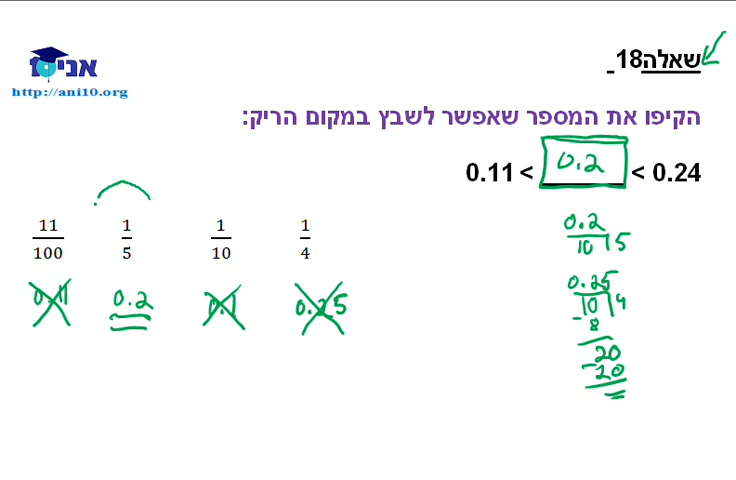 אני10
http://ani10.org
שאלה18_
הקיפו את המספר שאפשר לשבץ במקום הריק:
0.11 < 0.2 < 0.24
11/100 1/5 1/10 1/4
0.11 0.2 0.1 0.25
0.2
10 5
0.25
10 4
-8
20
-20